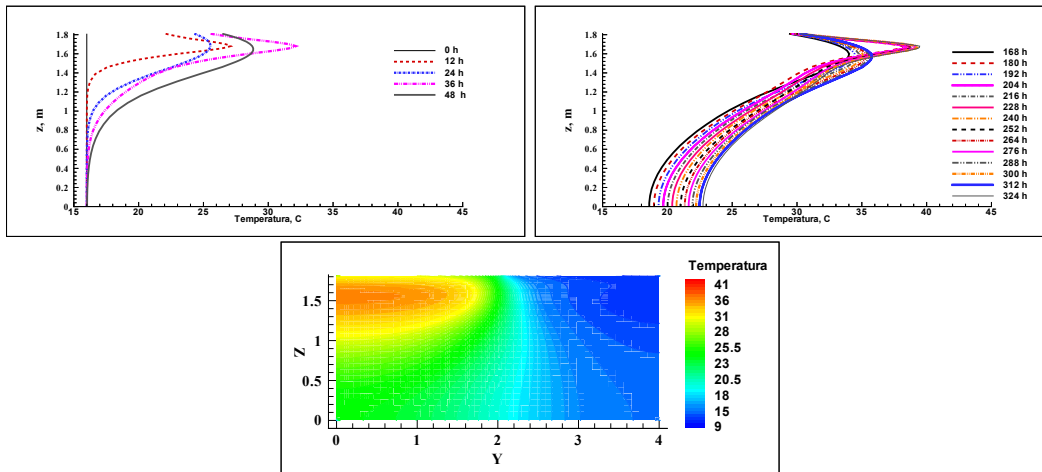 1.8
1.6
1.4
1.2
1
0.8
0.6
0.4
0.2
0
z, m
15 20 25 30 35 40 45
Temperatura, C
0 h
12 h
24 h
36 h
48 h
1.8
1.6
1.4
1.2
1
0.8
0.6
0.4
0.2
0
z, m
15 20 25 30 35 40 45
Temperatura, C
168 h
180 h
192 h
204 h
216 h
228 h
240 h
252 h
264 h
276 h
288 h
300 h
312 h
324 h
1.5
1
0.5
0
Z
0 1 2 3 4
Y
Temperatura
41
36
31
28
25.5
23
20.5
18
15
9